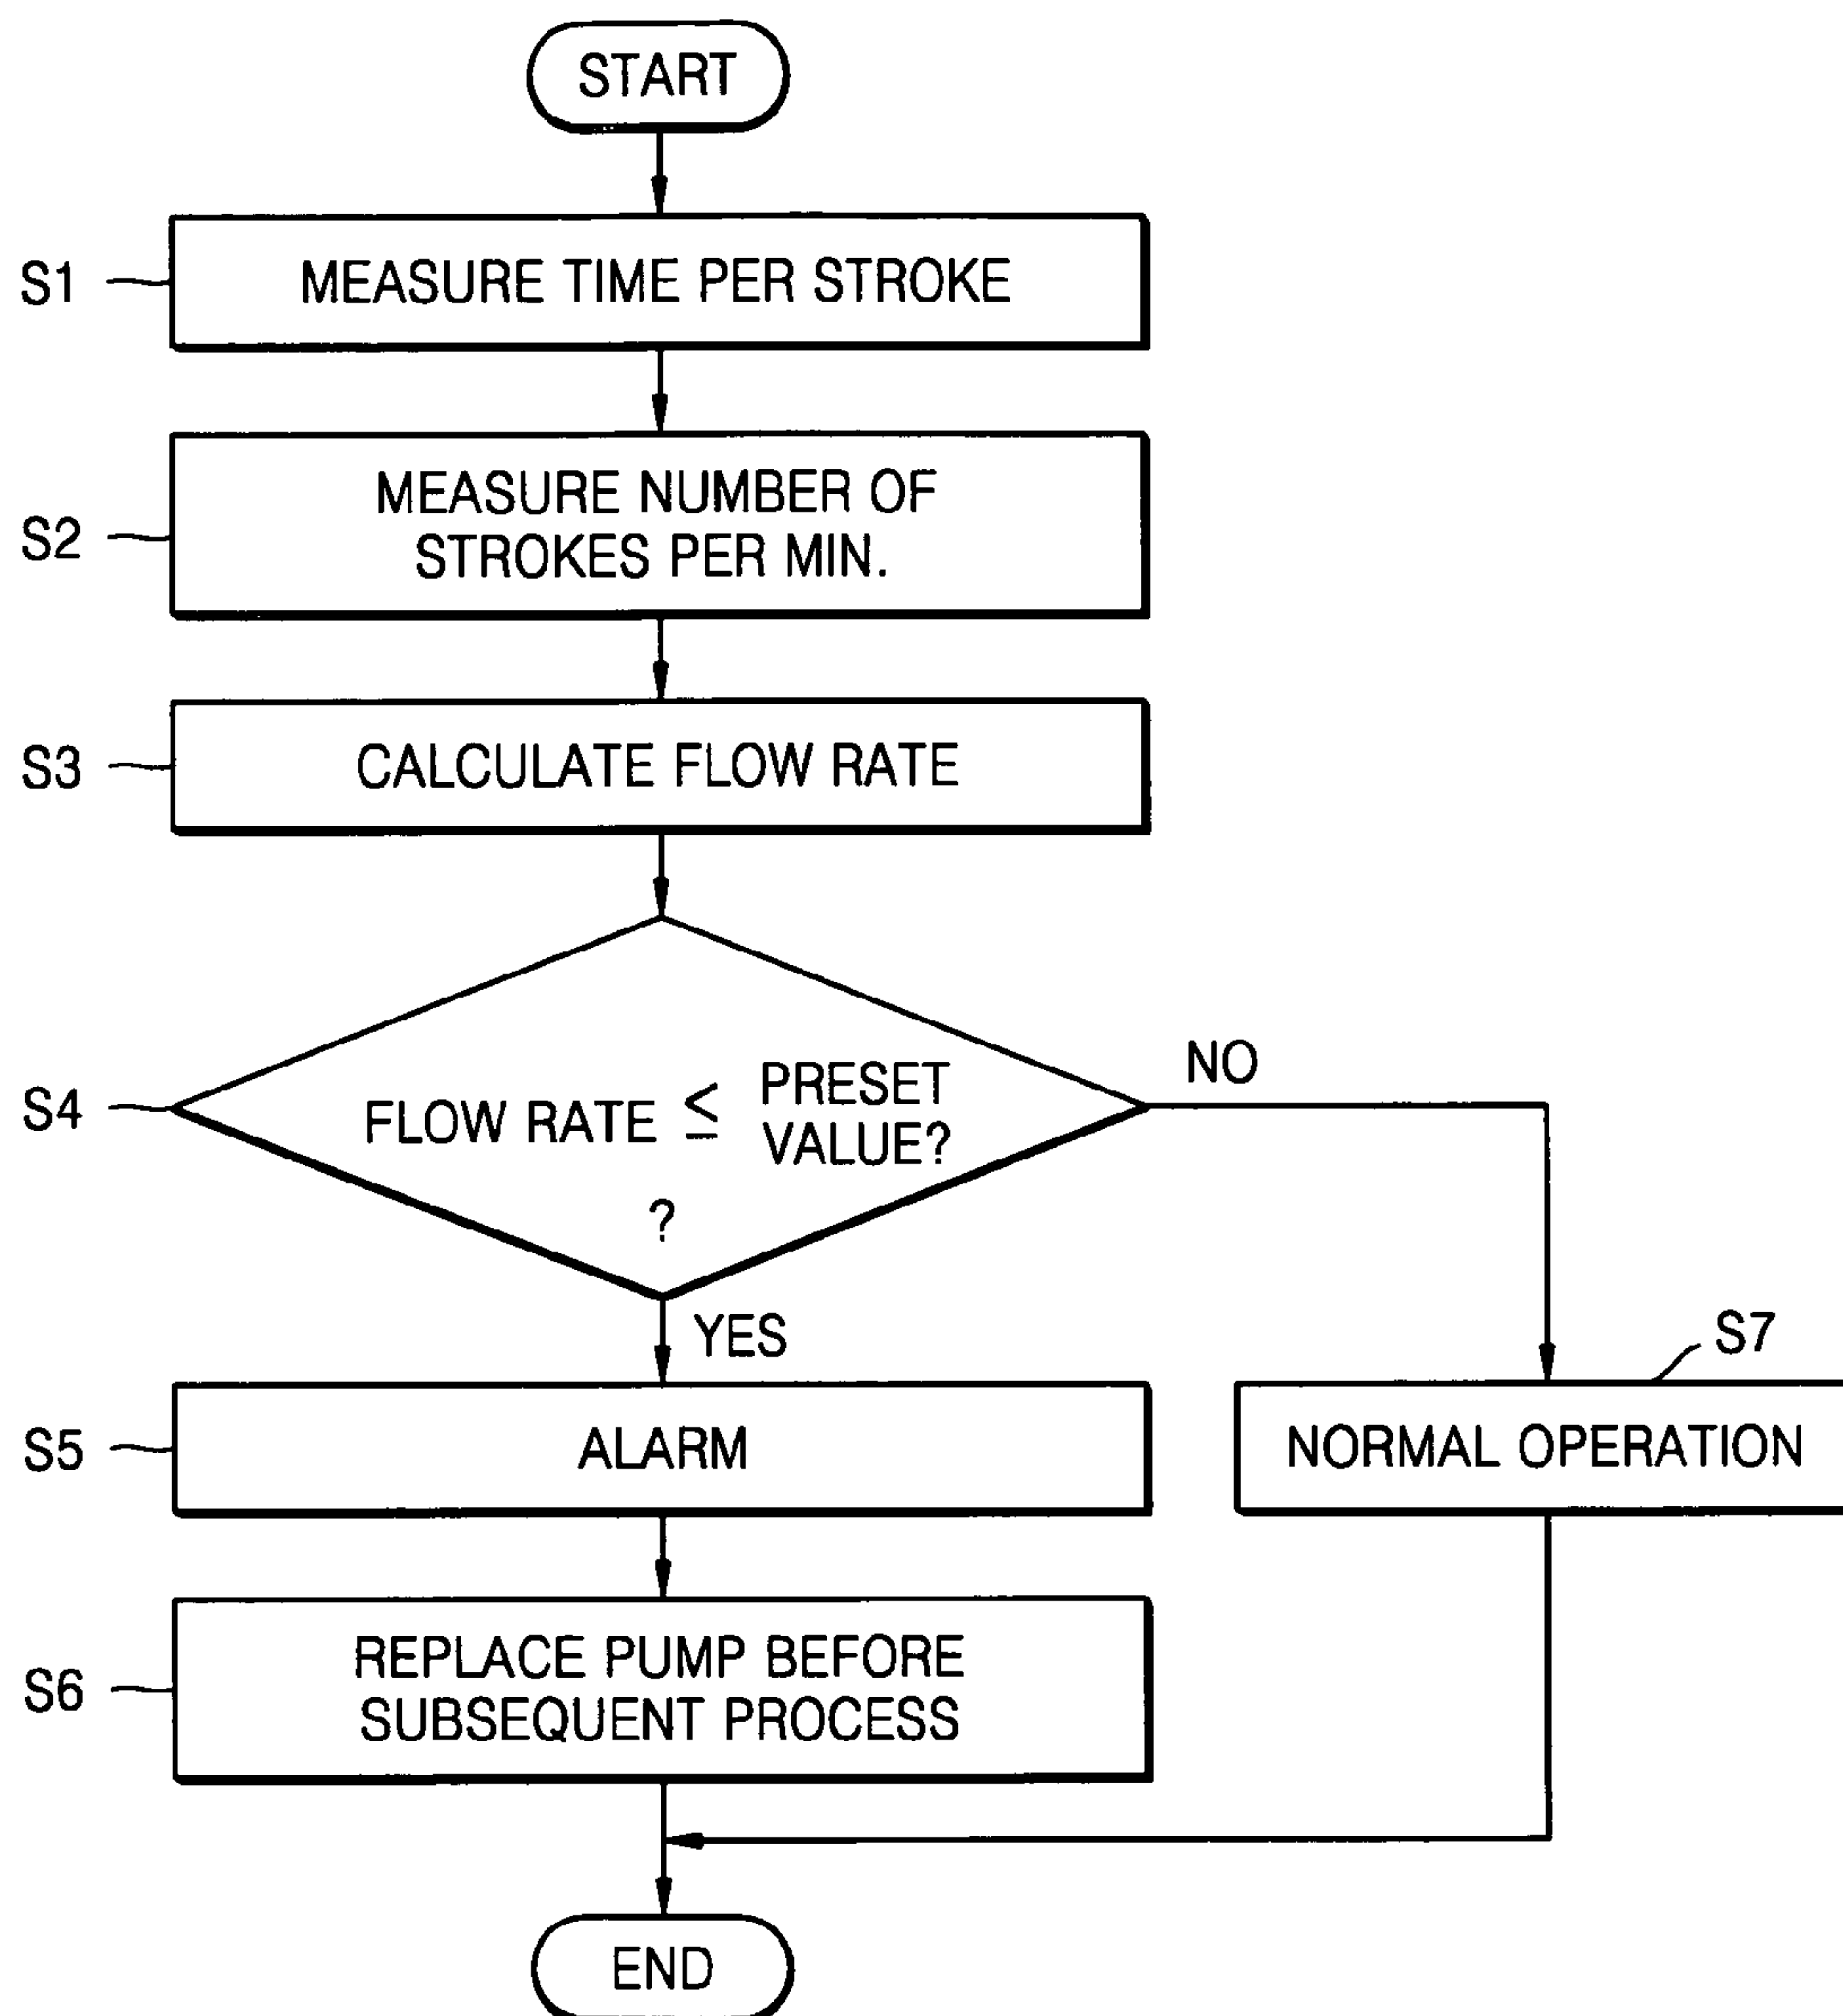 START
S1
MEASURE TIME PER STROKE
S2
MEASURE NUMBER OF
STROKES PER MIN.
S3
CALCULATE FLOW RATE
S4
FLOW RATE ≤ PRESET
VALUE?
?
NO
YES
S7
S5
ALARM
NORMAL OPERATION
S6
REPLACE PUMP BEFORE
SUBSEQUENT PROCESS
END